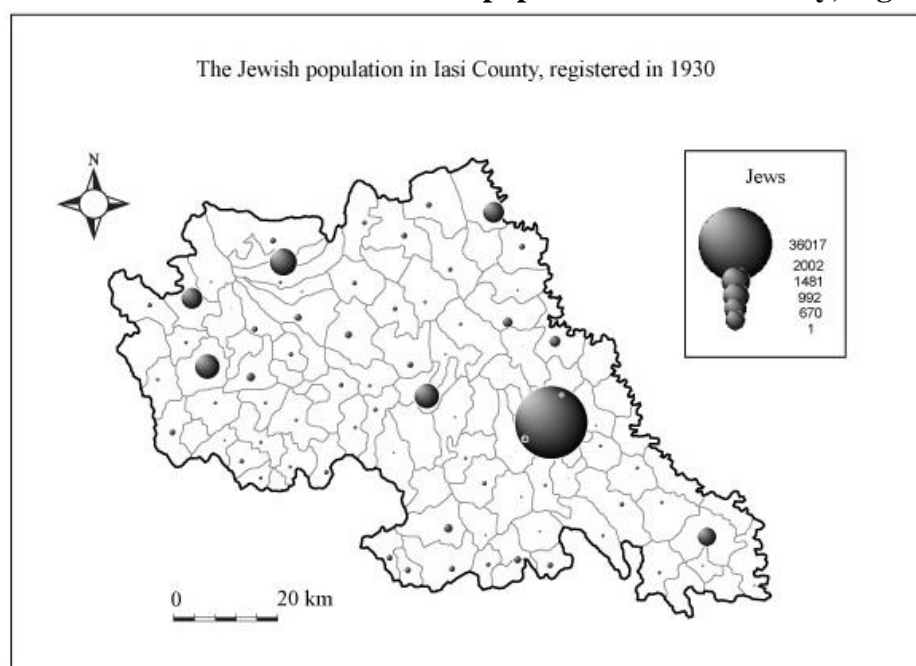 The Jewish population in Iasi County, registered in 1930
N
Jews
36017
2002
1481
992
670
1
0 20 km